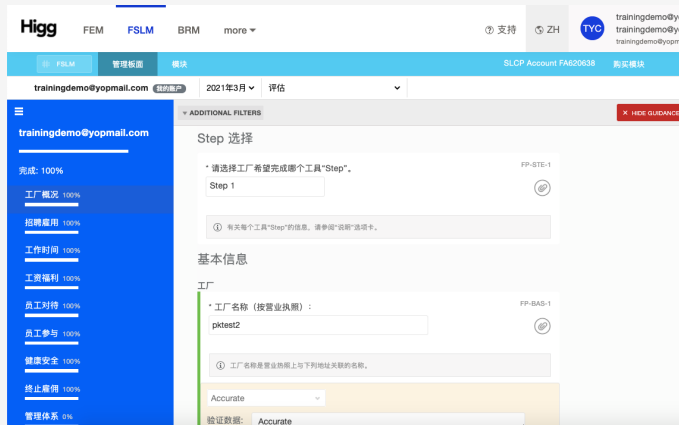 Higg FEM FSLM BRM more 支持 ZH TYC trainingdemo@yo
trainingdemo@yo
trainingdemo@yopm
FSLM 管理板面 模块 SLCP Account FA620638 购买模块
trainingdemo@yopmail.com 我的账户 2021年3月 评估
ADDITIONAL FILTERS × HIDE GUIDANCE
trainingdemo@yopmail.com
完成: 100%
工厂概况 100%
招聘雇用 100%
工作时间 100%
工资福利 100%
员工对待 100%
员工参与 100%
健康安全 100%
终止雇佣 100%
管理体系 0%
Step 选择
* 请选择工厂希望完成哪个工具“Step”。 FP-STE-1
Step 1
有关每个工具“Step”的信息，请参阅“说明”选项卡。
基本信息
工厂
* 工厂名称（按营业执照）： FP-BAS-1
pktest2
工厂名称是营业执照上与下列地址关联的名称。
Accurate
验证数据: Accurate